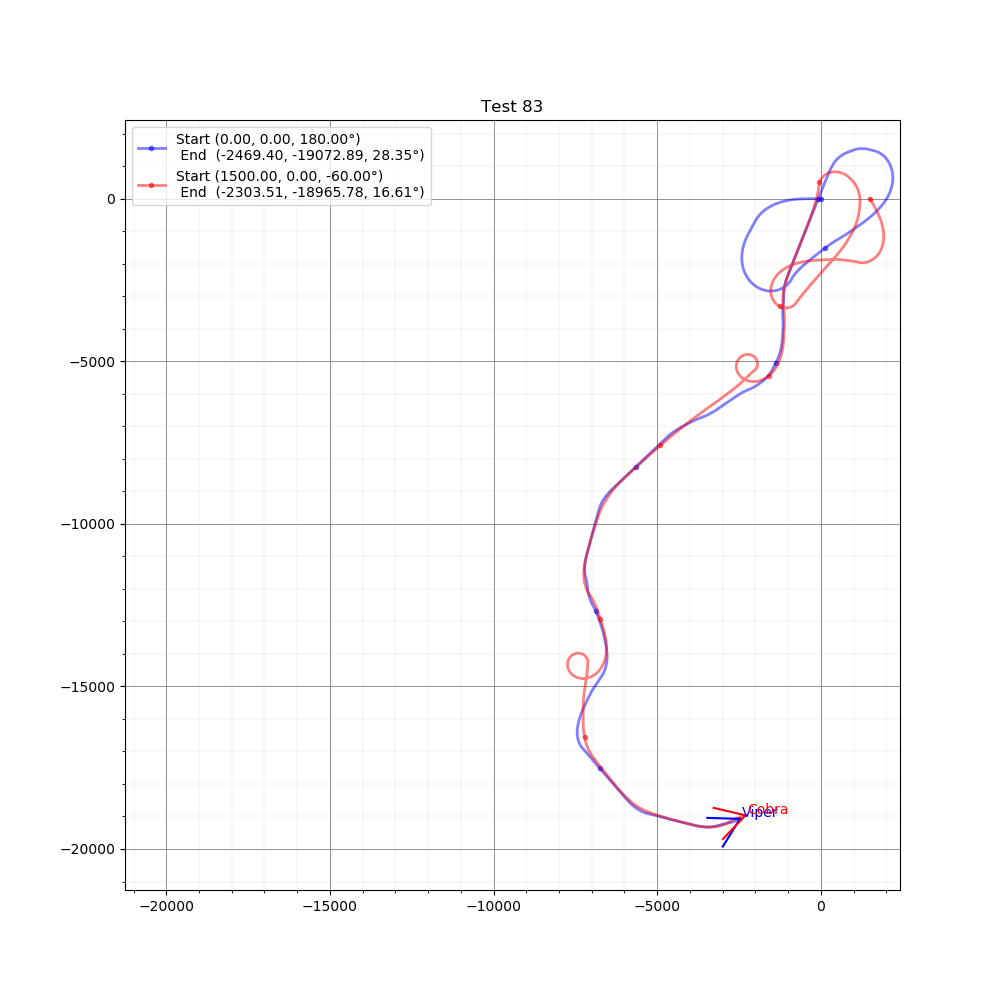 Test 83
Start (0.00, 0.00, 180.00°)
End (-2469.40, -19072.89, 28.35°)
Start (1500.00, 0.00, -60.00°)
End (-2303.51, -18965.78, 16.61°)
0
−5000
−10000
−15000
−20000
Cobra
Viper
−20000 −15000 −10000 −5000 0